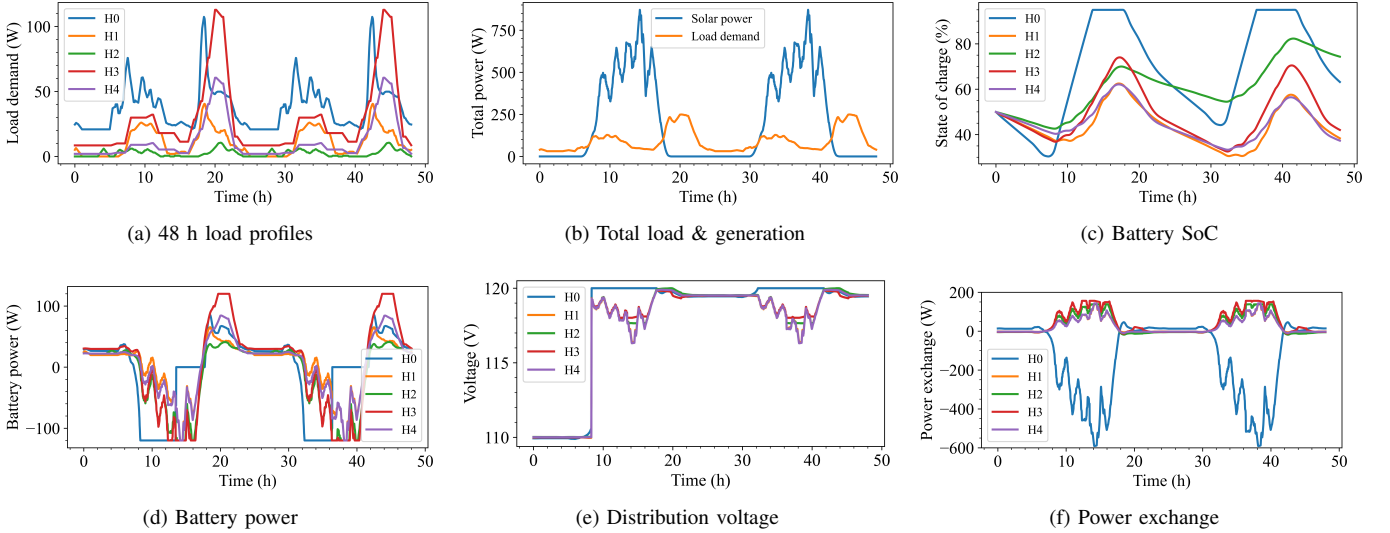 Load demand (W)
100
50
0
H0
H1
H2
H3
H4
0 10 20 30 40 50
Time (h)
(a) 48 h load profiles
Total power (W)
750
500
250
0
Solar power
Load demand
0 10 20 30 40 50
Time (h)
(b) Total load & generation
State of charge (%)
80
60
40
H0
H1
H2
H3
H4
0 10 20 30 40 50
Time (h)
(c) Battery SoC
Battery power (W)
100
0
−100
H0
H1
H2
H3
H4
0 10 20 30 40 50
Time (h)
(d) Battery power
Voltage (V)
120
110
H0
H1
H2
H3
H4
0 10 20 30 40 50
Time (h)
(e) Distribution voltage
Power exchange (W)
200
0
−200
−400
−600
H0
H1
H2
H3
H4
0 10 20 30 40 50
Time (h)
(f) Power exchange